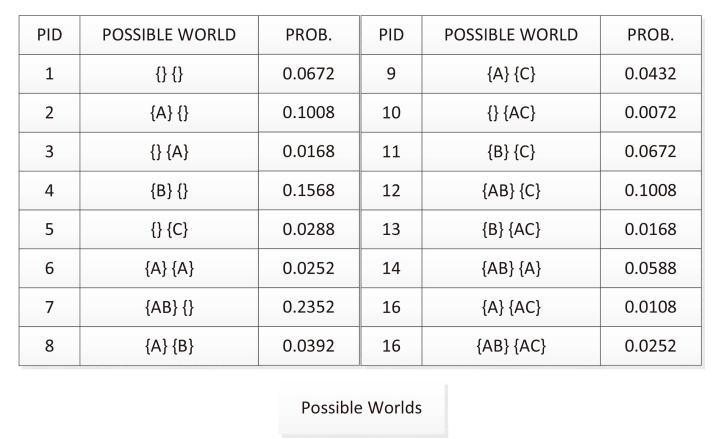 PID POSSIBLE WORLD PROB. PID POSSIBLE WORLD PROB.
1 {} {} 0.0672 9 {A} {C} 0.0432
2 {A} {} 0.1008 10 {} {AC} 0.0072
3 {} {A} 0.0168 11 {B} {C} 0.0672
4 {B} {} 0.1568 12 {AB} {C} 0.1008
5 {} {C} 0.0288 13 {B} {AC} 0.0168
6 {A} {A} 0.0252 14 {AB} {A} 0.0588
7 {AB} {} 0.2352 16 {A} {AC} 0.0108
8 {A} {B} 0.0392 16 {AB} {AC} 0.0252
Possible Worlds